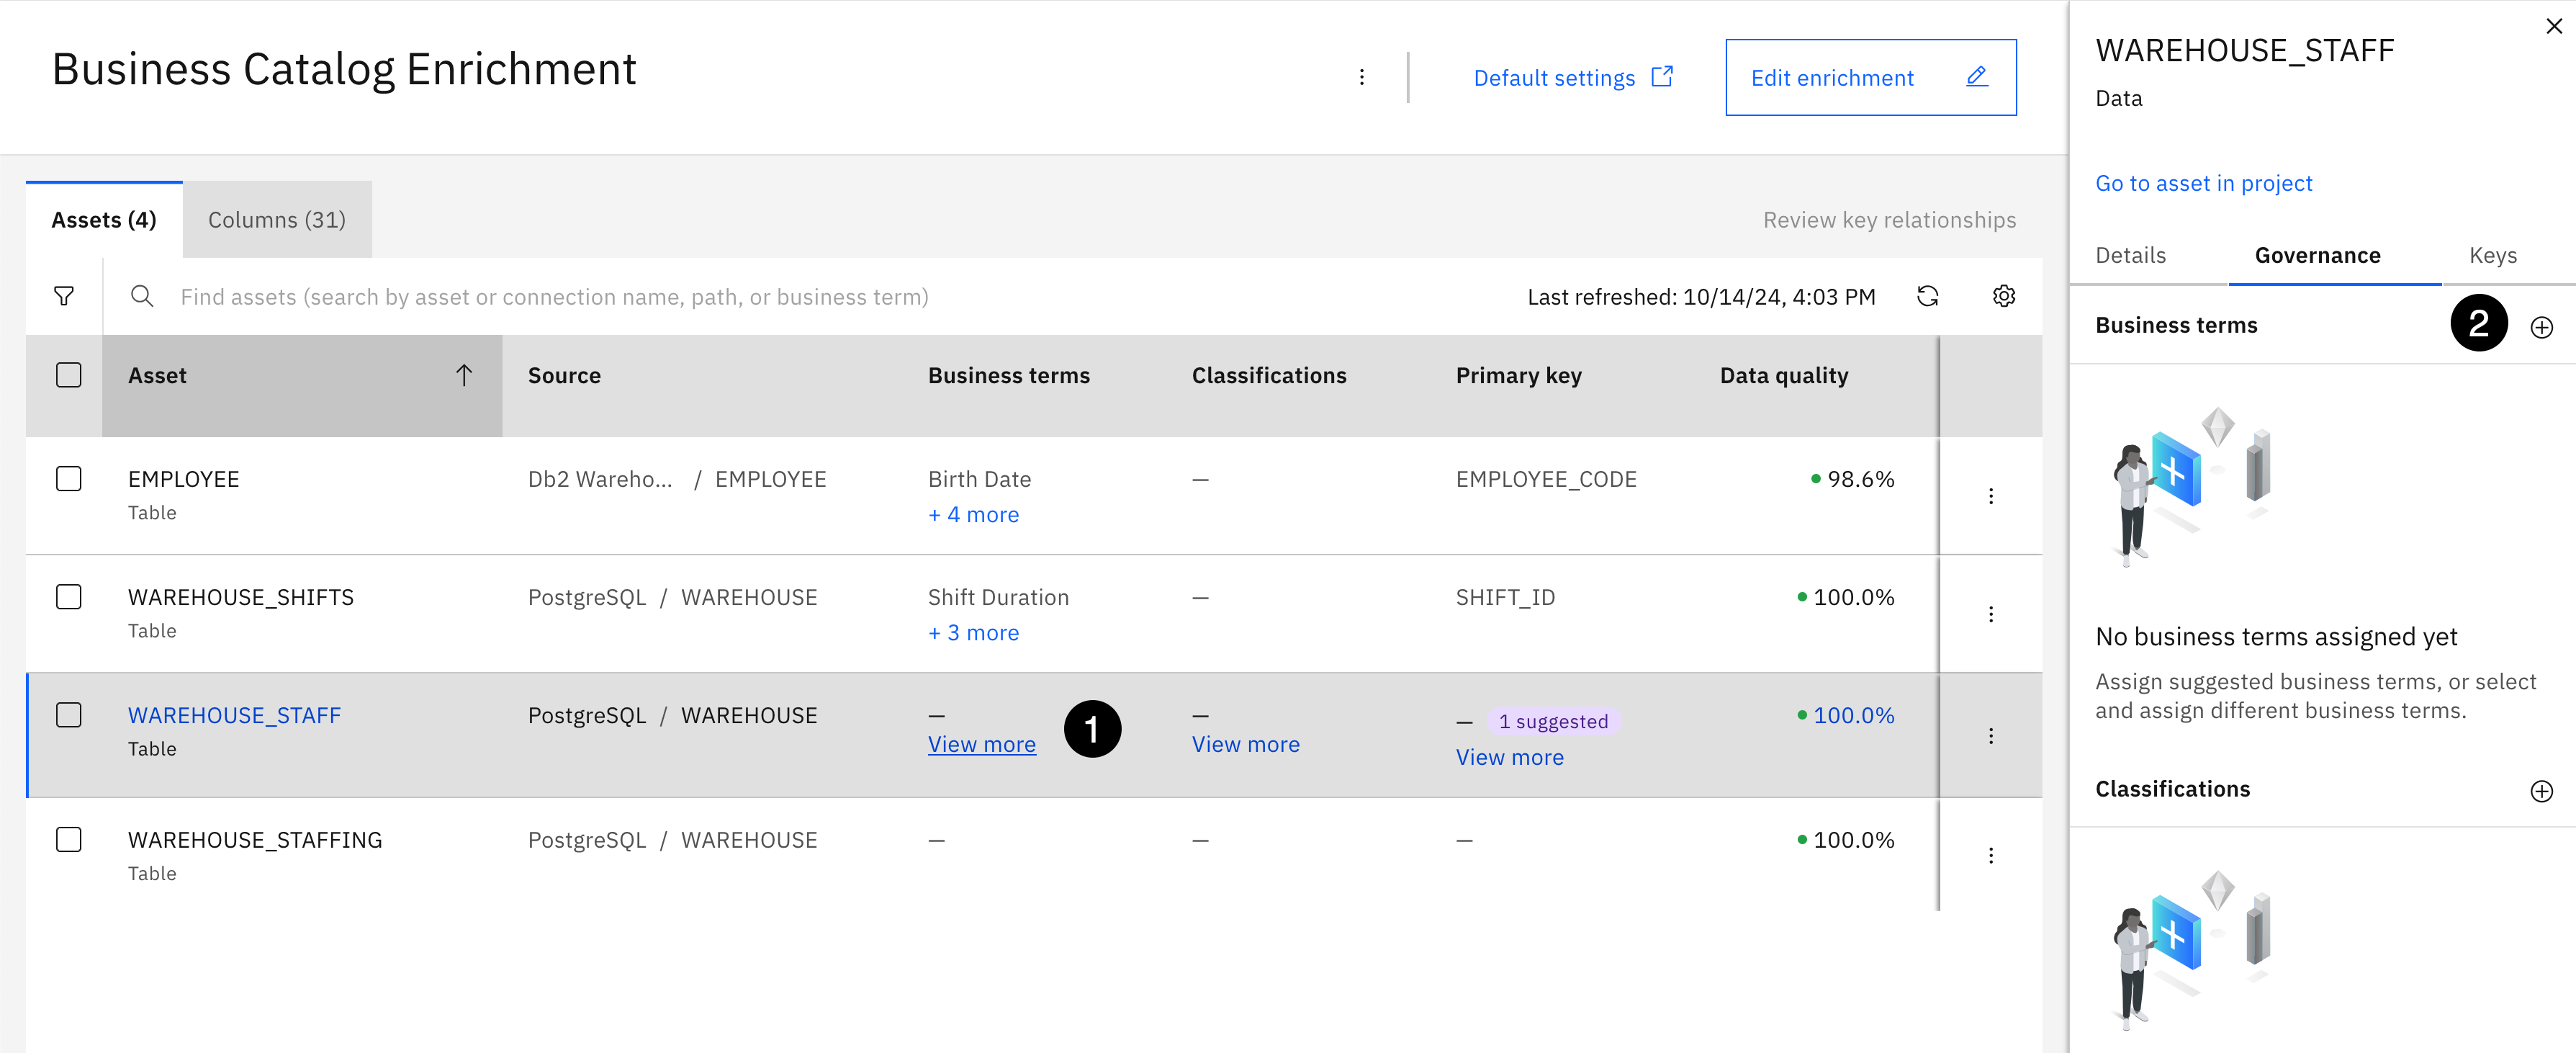 Business Catalog Enrichment
Default settings
Edit enrichment
Assets (4)
Columns (31)
Review key relationships
Find assets (search by asset or connection name, path, or business term)
Last refreshed: 10/14/24, 4:03 PM
Asset Source Business terms Classifications Primary key Data quality
EMPLOYEE Db2 Wareho... / EMPLOYEE Birth Date — EMPLOYEE_CODE 98.6%
Table + 4 more
WAREHOUSE_SHIFTS PostgreSQL / WAREHOUSE Shift Duration — SHIFT_ID 100.0%
Table + 3 more
WAREHOUSE_STAFF PostgreSQL / WAREHOUSE — 1 — — 1 suggested 100.0%
Table View more View more View more
WAREHOUSE_STAFFING PostgreSQL / WAREHOUSE — — — 100.0%
Table
WAREHOUSE_STAFF
Data
Go to asset in project
Details Governance Keys
Business terms 2
No business terms assigned yet
Assign suggested business terms, or select
and assign different business terms.
Classifications